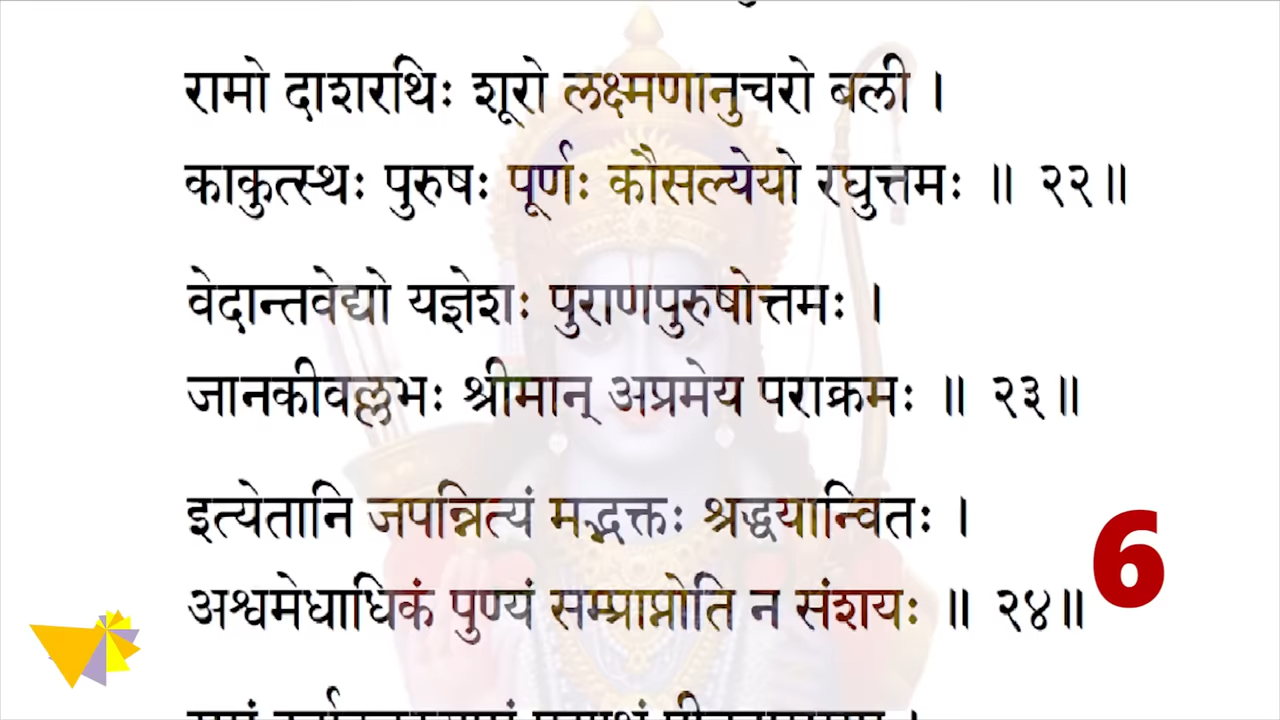 रामो दाशरथिः शूरो लक्ष्मणानुचरो बली ।
काकुत्स्थः पुरुषः पूर्णः कौसल्येयो रघुत्तमः ॥ २२॥
वेदान्तवेद्यो यज्ञेशः पुराणपुरुषोत्तमः ।
जानकीवल्लभः श्रीमान् अप्रमेय पराक्रमः ॥ २३॥
इत्येतानि जपन्नित्यं मद्भक्तः श्रद्धयान्वितः ।
अश्वमेधाधिकं पुण्यं सम्प्राप्नोति न संशयः ॥ २४॥
6